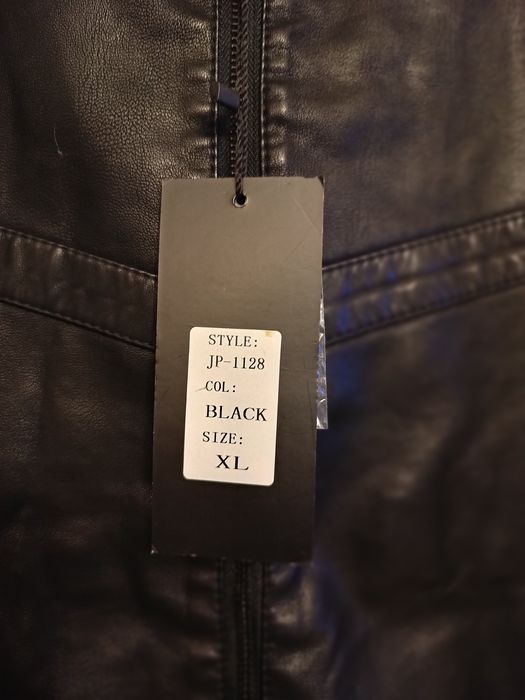 STYLE:
JP-1128
COL:
BLACK
SIZE:
XL